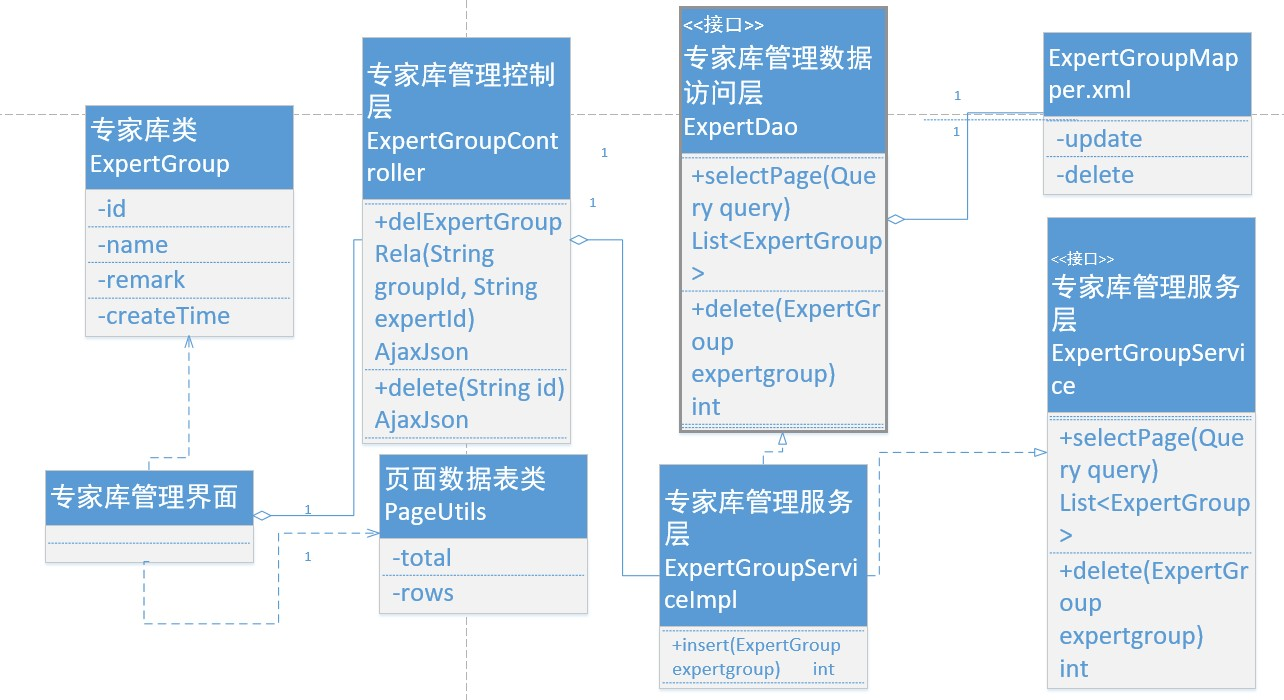 专家库类
ExpertGroup
-id
-name
-remark
-createTime
专家库管理界面
1
1
专家库管理控制
层
ExpertGroupCont
roller
+delExpertGroup
Rela(String
groupId, String
expertId)
AjaxJson
+delete(String id)
AjaxJson
页面数据表类
PageUtils
-total
-rows
1
1
<<接口>>
专家库管理数据
访问层
ExpertDao
+selectPage(Que
ry query)
List<ExpertGroup
>
+delete(ExpertGr
oup
expertgroup)
int
专家库管理服务
层
ExpertGroupServi
ceImpl
+insert(ExpertGroup
expertgroup) int
1
1
ExpertGroupMap
per.xml
-update
-delete
<<接口>>
专家库管理服务
层
ExpertGroupServi
ce
+selectPage(Que
ry query)
List<ExpertGroup
>
+delete(ExpertGr
oup
expertgroup)
int